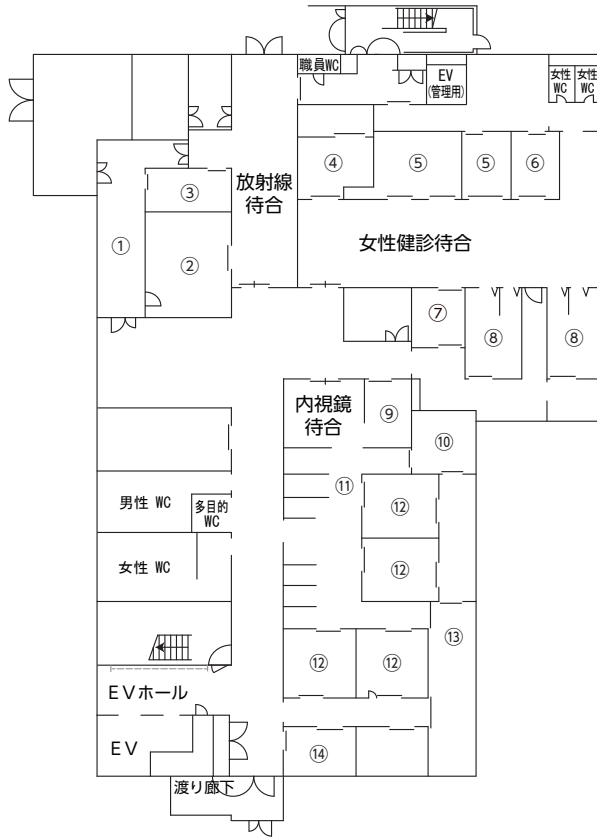 職員WC
EV
(管理用)
女性
WC
女性
WC
④
⑤
⑤
⑥
③
放射線
待合
①
②
女性健診待合
⑦
⑧
⑧
内視鏡
待合
⑨
⑩
⑪
⑫
男性 WC
多目的
WC
⑫
女性 WC
⑫
⑫
⑬
EVホール
EV
⑭
渡り廊下